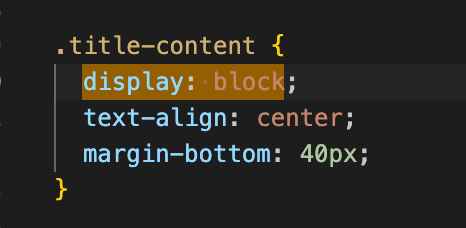 .title-content {
display: block;
text-align: center;
margin-bottom: 40px;
}